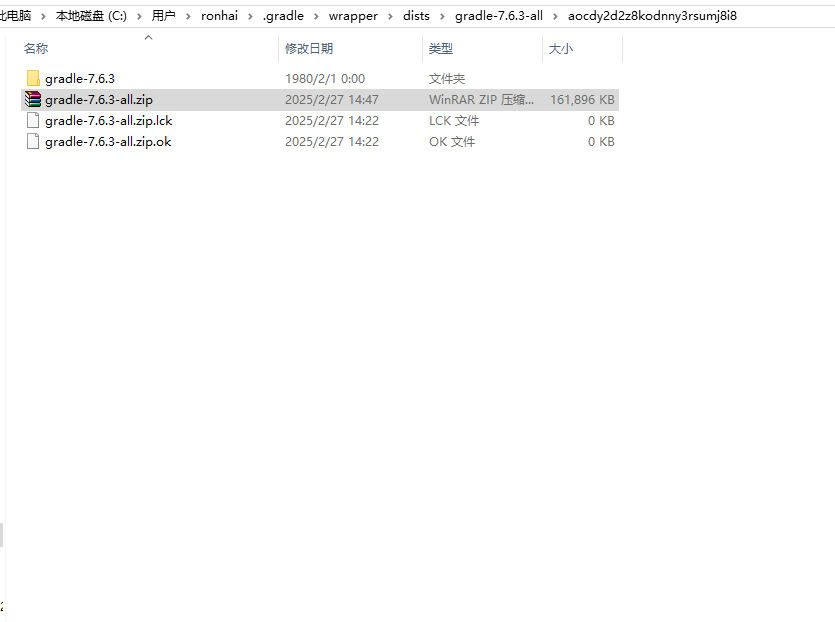 此电脑 › 本地磁盘 (C:) › 用户 › ronhai › .gradle › wrapper › dists › gradle-7.6.3-all › aocdy2d2z8kodnny3rsumj8i8
名称 修改日期 类型 大小
gradle-7.6.3 1980/2/1 0:00 文件夹
gradle-7.6.3-all.zip 2025/2/27 14:47 WinRAR ZIP 压缩... 161,896 KB
gradle-7.6.3-all.zip.lck 2025/2/27 14:22 LCK 文件 0 KB
gradle-7.6.3-all.zip.ok 2025/2/27 14:22 OK 文件 0 KB